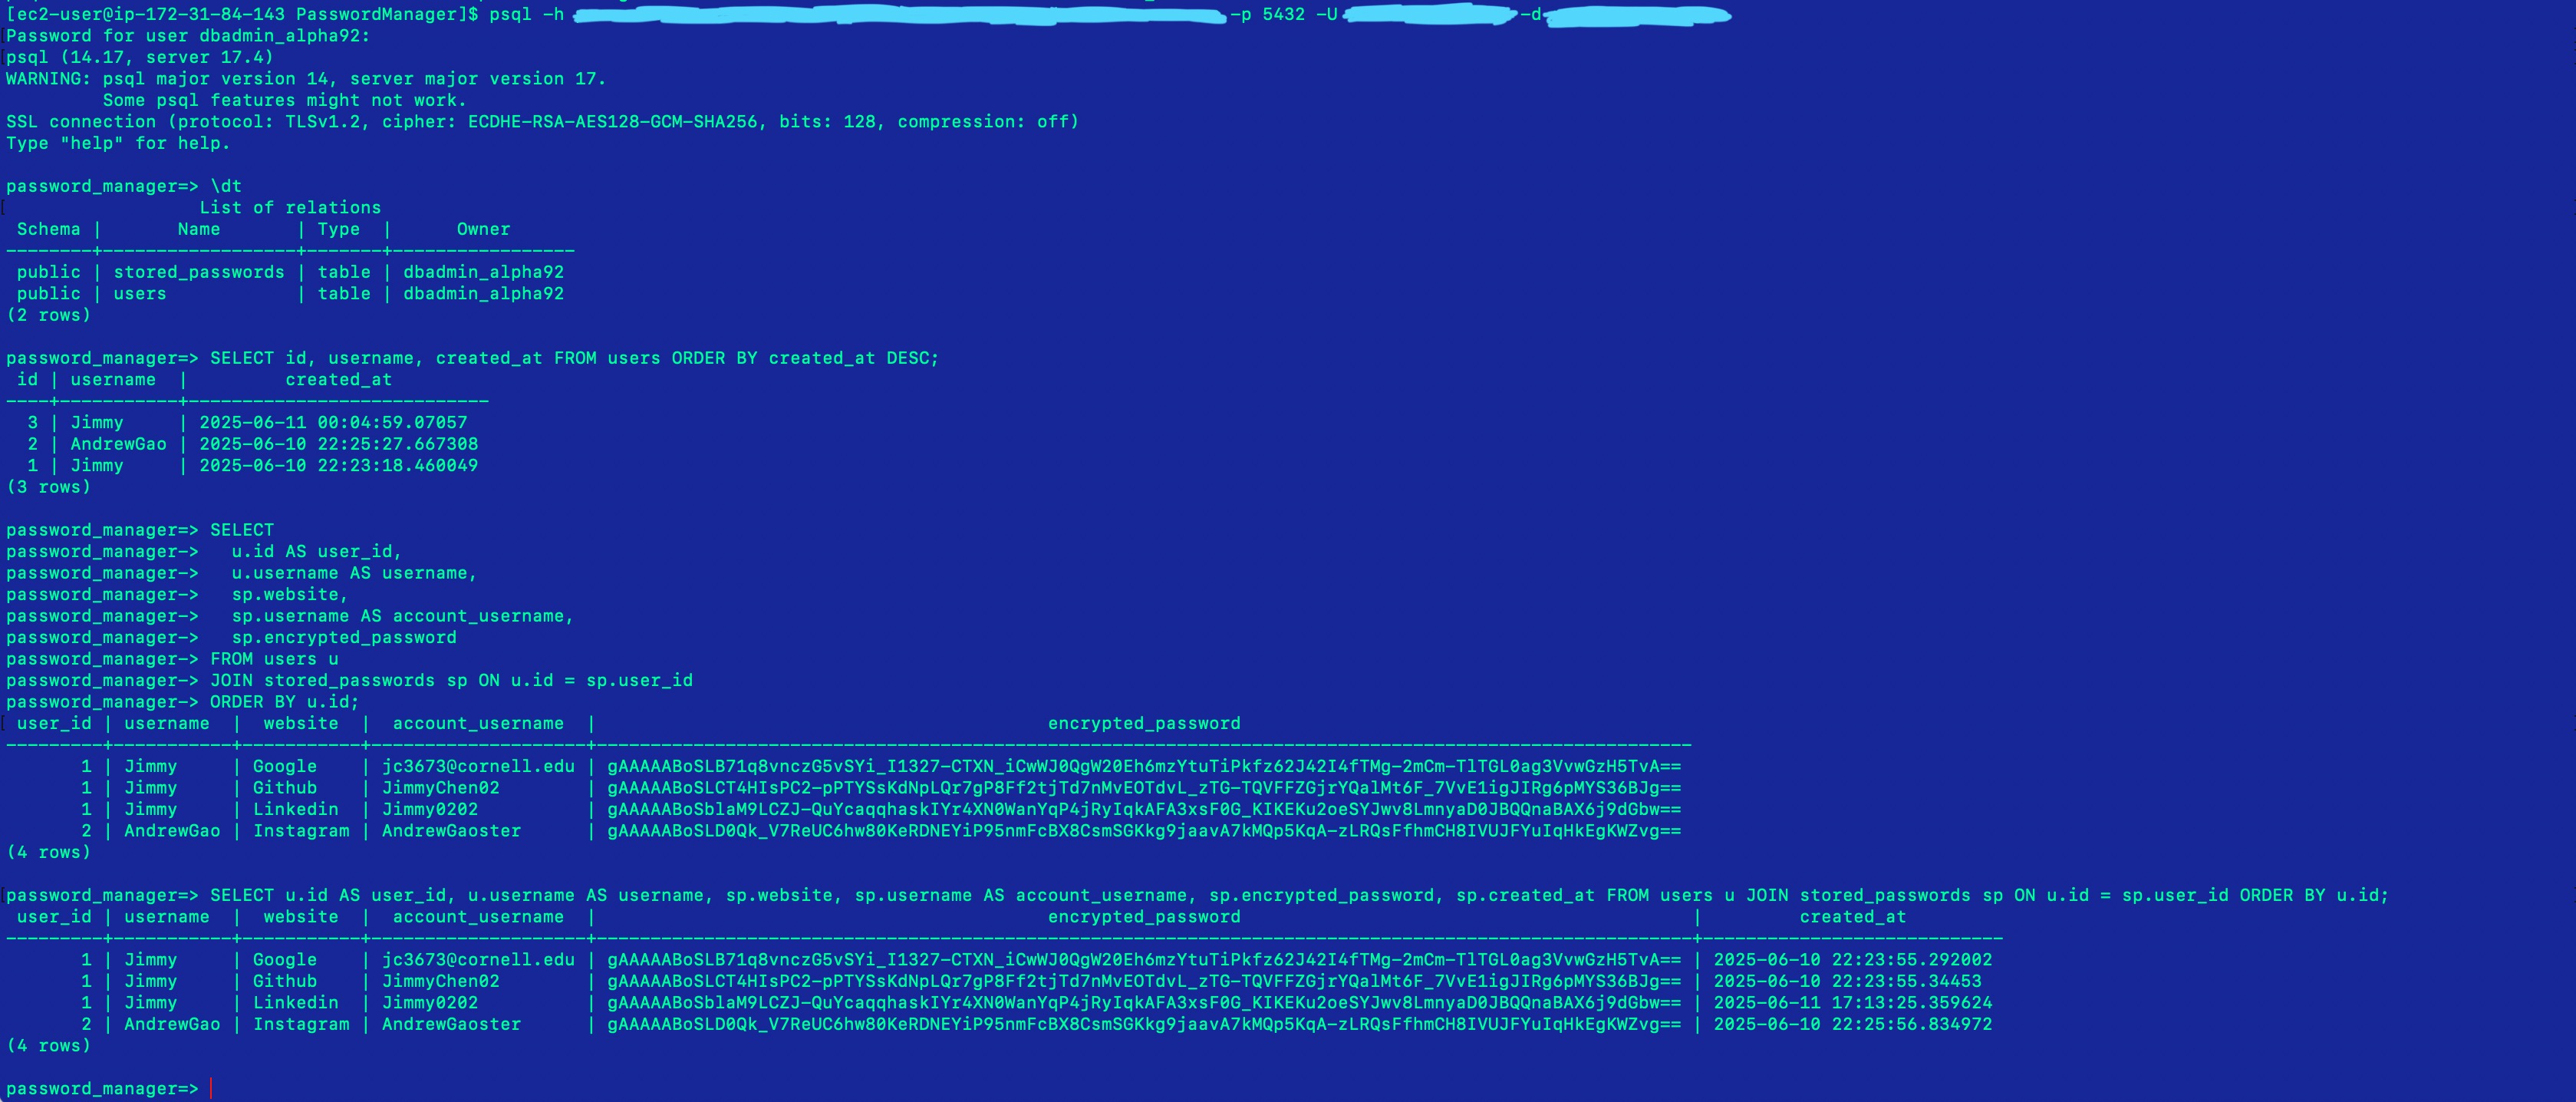 [ec2-user@ip-172-31-84-143 PasswordManager]$ psql -h -p 5432 -U -d
Password for user dbadmin_alpha92:
psql (14.17, server 17.4)
WARNING: psql major version 14, server major version 17.
         Some psql features might not work.
SSL connection (protocol: TLSv1.2, cipher: ECDHE-RSA-AES128-GCM-SHA256, bits: 128, compression: off)
Type "help" for help.

password_manager=> \dt
                  List of relations
 Schema |       Name       | Type  |      Owner
--------+------------------+-------+-----------------
 public | stored_passwords | table | dbadmin_alpha92
 public | users            | table | dbadmin_alpha92
(2 rows)

password_manager=> SELECT id, username, created_at FROM users ORDER BY created_at DESC;
 id | username  |         created_at
----+-----------+----------------------------
  3 | Jimmy     | 2025-06-11 00:04:59.07057
  2 | AndrewGao | 2025-06-10 22:25:27.667308
  1 | Jimmy     | 2025-06-10 22:23:18.460049
(3 rows)

password_manager=> SELECT
password_manager->   u.id AS user_id,
password_manager->   u.username AS username,
password_manager->   sp.website,
password_manager->   sp.username AS account_username,
password_manager->   sp.encrypted_password
password_manager-> FROM users u
password_manager-> JOIN stored_passwords sp ON u.id = sp.user_id
password_manager-> ORDER BY u.id;
 user_id | username  |  website  |  account_username  |                                          encrypted_password
---------+-----------+-----------+--------------------+------------------------------------------------------------------------------------------------------
       1 | Jimmy     | Google    | jc3673@cornell.edu | gAAAAABoSLB71q8vnczG5vSYi_I1327-CTXN_iCwWJ0QgW20Eh6mzYtuTiPkfz62J42I4fTMg-2mCm-TlTGL0ag3VvwGzH5TvA==
       1 | Jimmy     | Github    | JimmyChen02        | gAAAAABoSLCT4HIsPC2-pPTYSsKdNpLQr7gP8Ff2tjTd7nMvEOTdvL_zTG-TQVFFZGjrYQalMt6F_7VvE1igJIRg6pMYS36BJg==
       1 | Jimmy     | Linkedin  | Jimmy0202          | gAAAAABoSblaM9LCZJ-QuYcaqqhaskIYr4XN0WanYqP4jRyIqkAFA3xsF0G_KIKEKu2oeSYJwv8LmnyaD0JBQQnaBAX6j9dGbw==
       2 | AndrewGao | Instagram | AndrewGaoster      | gAAAAABoSLD0Qk_V7ReUC6hw80KeRDNEYiP95nmFcBX8CsmSGKkg9jaavA7kMQp5KqA-zLRQsFfhmCH8IVUJFYuIqHkEgKWZvg==
(4 rows)

password_manager=> SELECT u.id AS user_id, u.username AS username, sp.website, sp.username AS account_username, sp.encrypted_password, sp.created_at FROM users u JOIN stored_passwords sp ON u.id = sp.user_id ORDER BY u.id;
 user_id | username  |  website  |  account_username  |                                          encrypted_password                                          |         created_at
---------+-----------+-----------+--------------------+------------------------------------------------------------------------------------------------------+----------------------------
       1 | Jimmy     | Google    | jc3673@cornell.edu | gAAAAABoSLB71q8vnczG5vSYi_I1327-CTXN_iCwWJ0QgW20Eh6mzYtuTiPkfz62J42I4fTMg-2mCm-TlTGL0ag3VvwGzH5TvA== | 2025-06-10 22:23:55.292002
       1 | Jimmy     | Github    | JimmyChen02        | gAAAAABoSLCT4HIsPC2-pPTYSsKdNpLQr7gP8Ff2tjTd7nMvEOTdvL_zTG-TQVFFZGjrYQalMt6F_7VvE1igJIRg6pMYS36BJg== | 2025-06-10 22:23:55.34453
       1 | Jimmy     | Linkedin  | Jimmy0202          | gAAAAABoSblaM9LCZJ-QuYcaqqhaskIYr4XN0WanYqP4jRyIqkAFA3xsF0G_KIKEKu2oeSYJwv8LmnyaD0JBQQnaBAX6j9dGbw== | 2025-06-11 17:13:25.359624
       2 | AndrewGao | Instagram | AndrewGaoster      | gAAAAABoSLD0Qk_V7ReUC6hw80KeRDNEYiP95nmFcBX8CsmSGKkg9jaavA7kMQp5KqA-zLRQsFfhmCH8IVUJFYuIqHkEgKWZvg== | 2025-06-10 22:25:56.834972
(4 rows)

password_manager=>